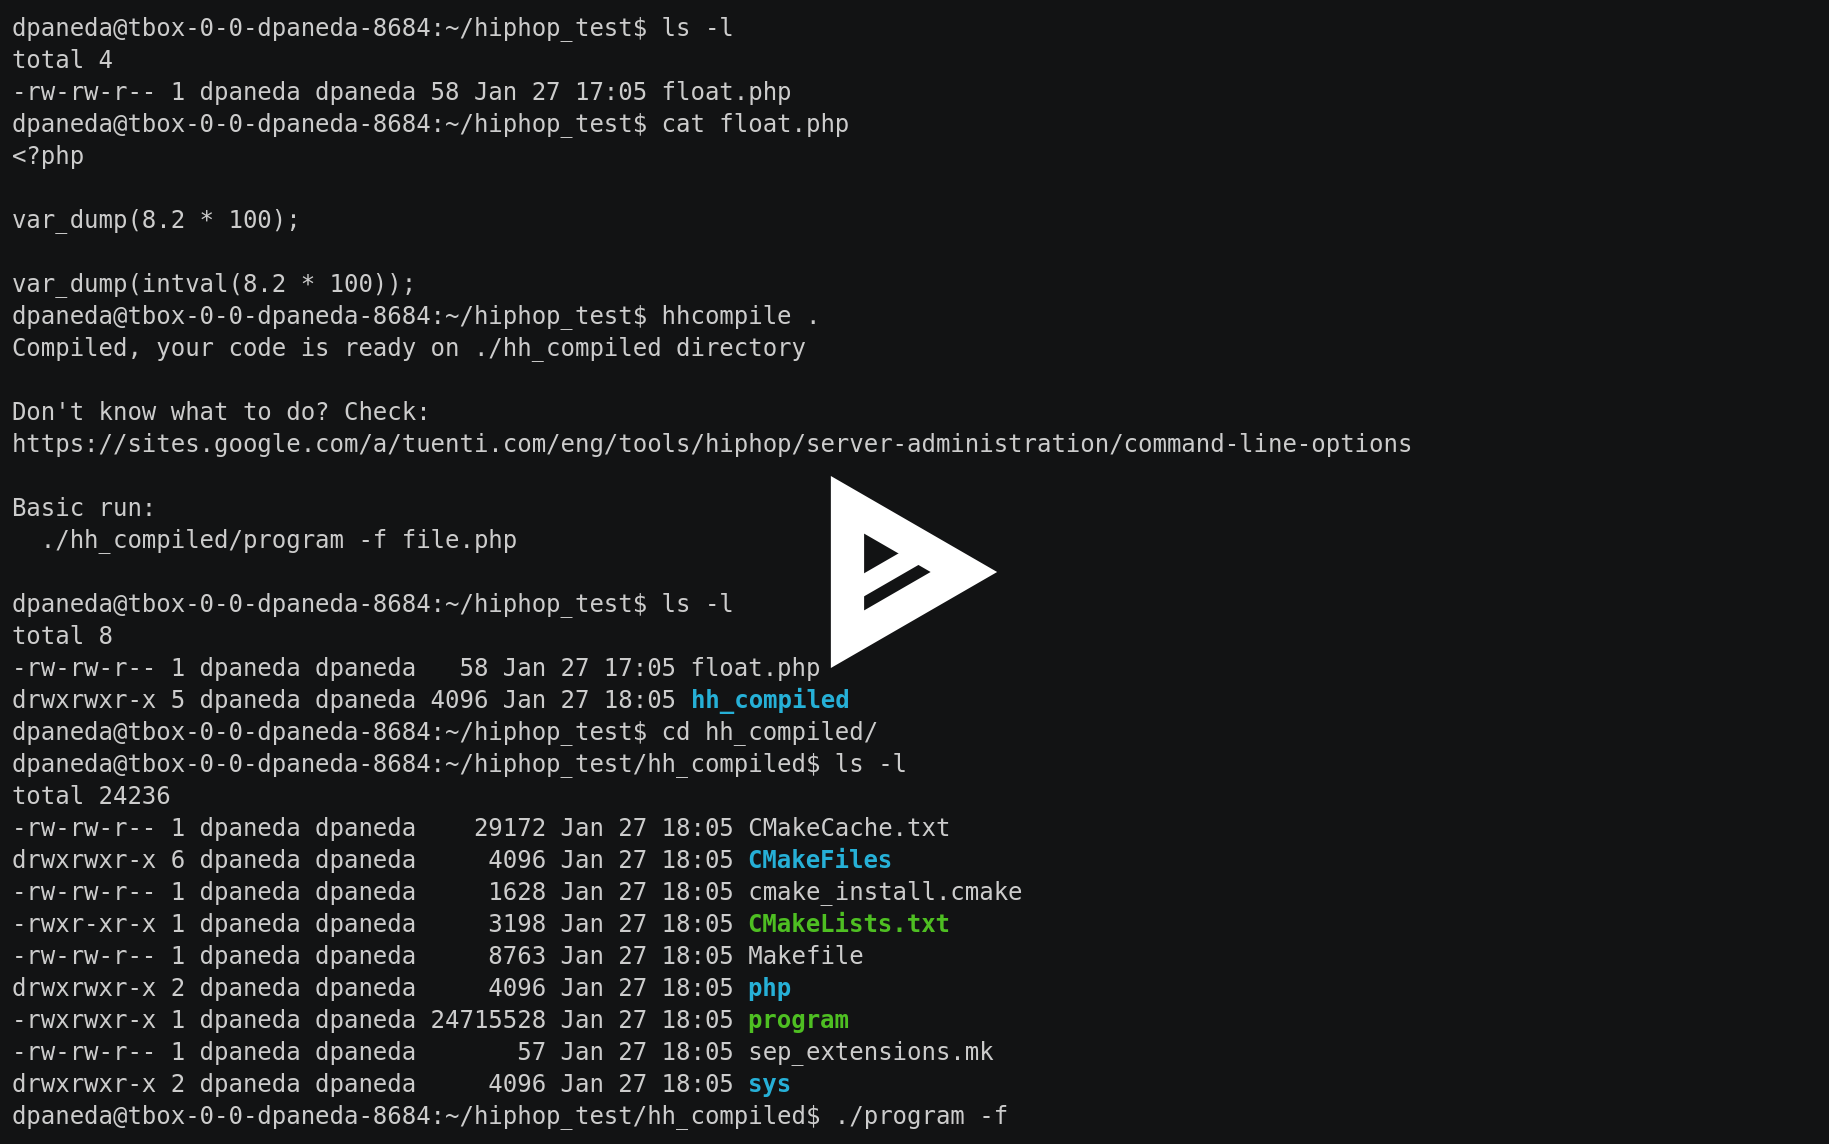 dpaneda@tbox-0-0-dpaneda-8684:~/hiphop_test$ ls -l
total 4
-rw-rw-r-- 1 dpaneda dpaneda 58 Jan 27 17:05 float.php
dpaneda@tbox-0-0-dpaneda-8684:~/hiphop_test$ cat float.php
<?php

var_dump(8.2 * 100);

var_dump(intval(8.2 * 100));
dpaneda@tbox-0-0-dpaneda-8684:~/hiphop_test$ hhcompile .
Compiled, your code is ready on ./hh_compiled directory

Don't know what to do? Check:
https://sites.google.com/a/tuenti.com/eng/tools/hiphop/server-administration/command-line-options

Basic run:
  ./hh_compiled/program -f file.php

dpaneda@tbox-0-0-dpaneda-8684:~/hiphop_test$ ls -l
total 8
-rw-rw-r-- 1 dpaneda dpaneda   58 Jan 27 17:05 float.php
drwxrwxr-x 5 dpaneda dpaneda 4096 Jan 27 18:05 hh_compiled
dpaneda@tbox-0-0-dpaneda-8684:~/hiphop_test$ cd hh_compiled/
dpaneda@tbox-0-0-dpaneda-8684:~/hiphop_test/hh_compiled$ ls -l
total 24236
-rw-rw-r-- 1 dpaneda dpaneda    29172 Jan 27 18:05 CMakeCache.txt
drwxrwxr-x 6 dpaneda dpaneda     4096 Jan 27 18:05 CMakeFiles
-rw-rw-r-- 1 dpaneda dpaneda     1628 Jan 27 18:05 cmake_install.cmake
-rwxr-xr-x 1 dpaneda dpaneda     3198 Jan 27 18:05 CMakeLists.txt
-rw-rw-r-- 1 dpaneda dpaneda     8763 Jan 27 18:05 Makefile
drwxrwxr-x 2 dpaneda dpaneda     4096 Jan 27 18:05 php
-rwxrwxr-x 1 dpaneda dpaneda 24715528 Jan 27 18:05 program
-rw-rw-r-- 1 dpaneda dpaneda       57 Jan 27 18:05 sep_extensions.mk
drwxrwxr-x 2 dpaneda dpaneda     4096 Jan 27 18:05 sys
dpaneda@tbox-0-0-dpaneda-8684:~/hiphop_test/hh_compiled$ ./program -f